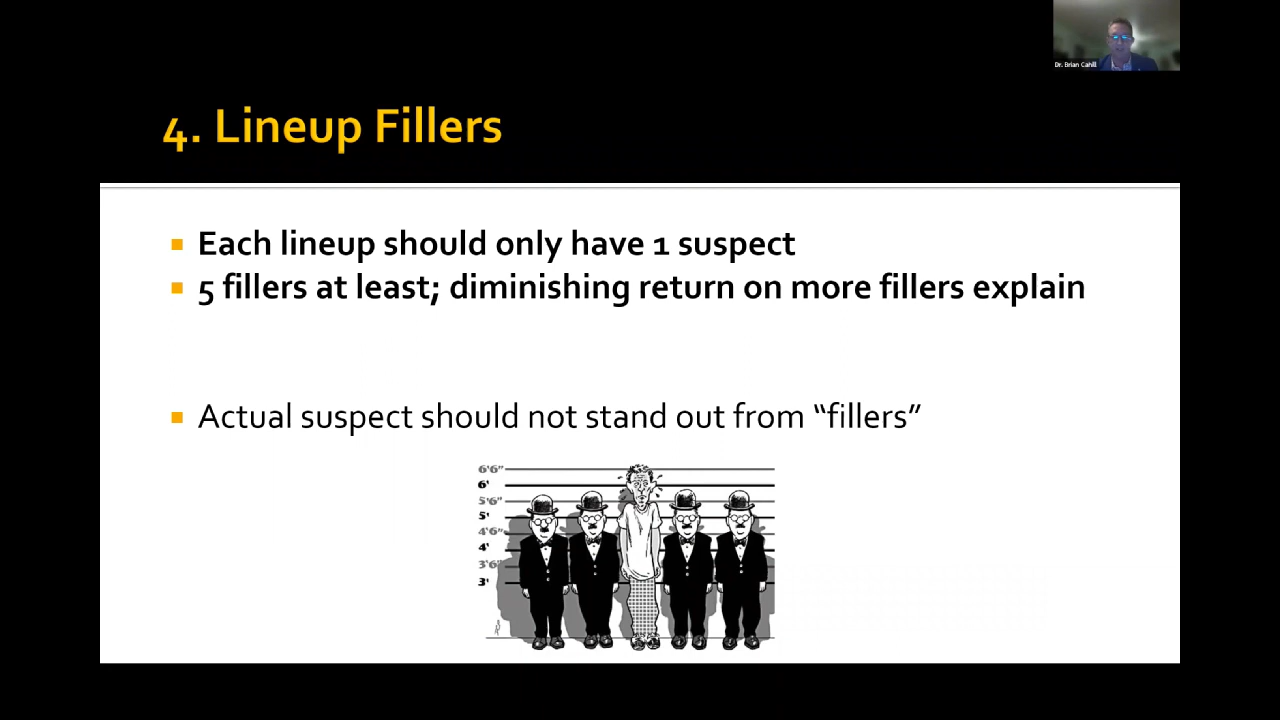 Dr. Brian Cahill
4. Lineup Fillers
Each lineup should only have 1 suspect
5 fillers at least; diminishing return on more fillers explain
Actual suspect should not stand out from “fillers”
6'6"
6'
5'6"
5'
4'6"
4'
3'6"
3'